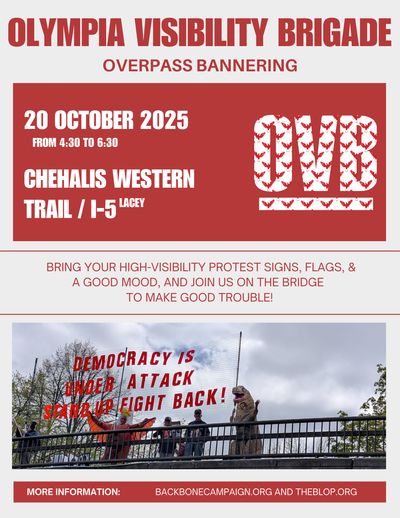 OLYMPIA VISIBILITY BRIGADE
OVERPASS BANNERING
20 OCTOBER 2025
FROM 4:30 TO 6:30
CHEHALIS WESTERN
TRAIL / I-5 LACEY
OVB
BRING YOUR HIGH-VISIBILITY PROTEST SIGNS, FLAGS, &
A GOOD MOOD, AND JOIN US ON THE BRIDGE
TO MAKE GOOD TROUBLE!
DEMOCRACY IS
UNDER ATTACK
STAND UP FIGHT BACK!
MORE INFORMATION: BACKBONECAMPAIGN.ORG AND THEBLOP.ORG